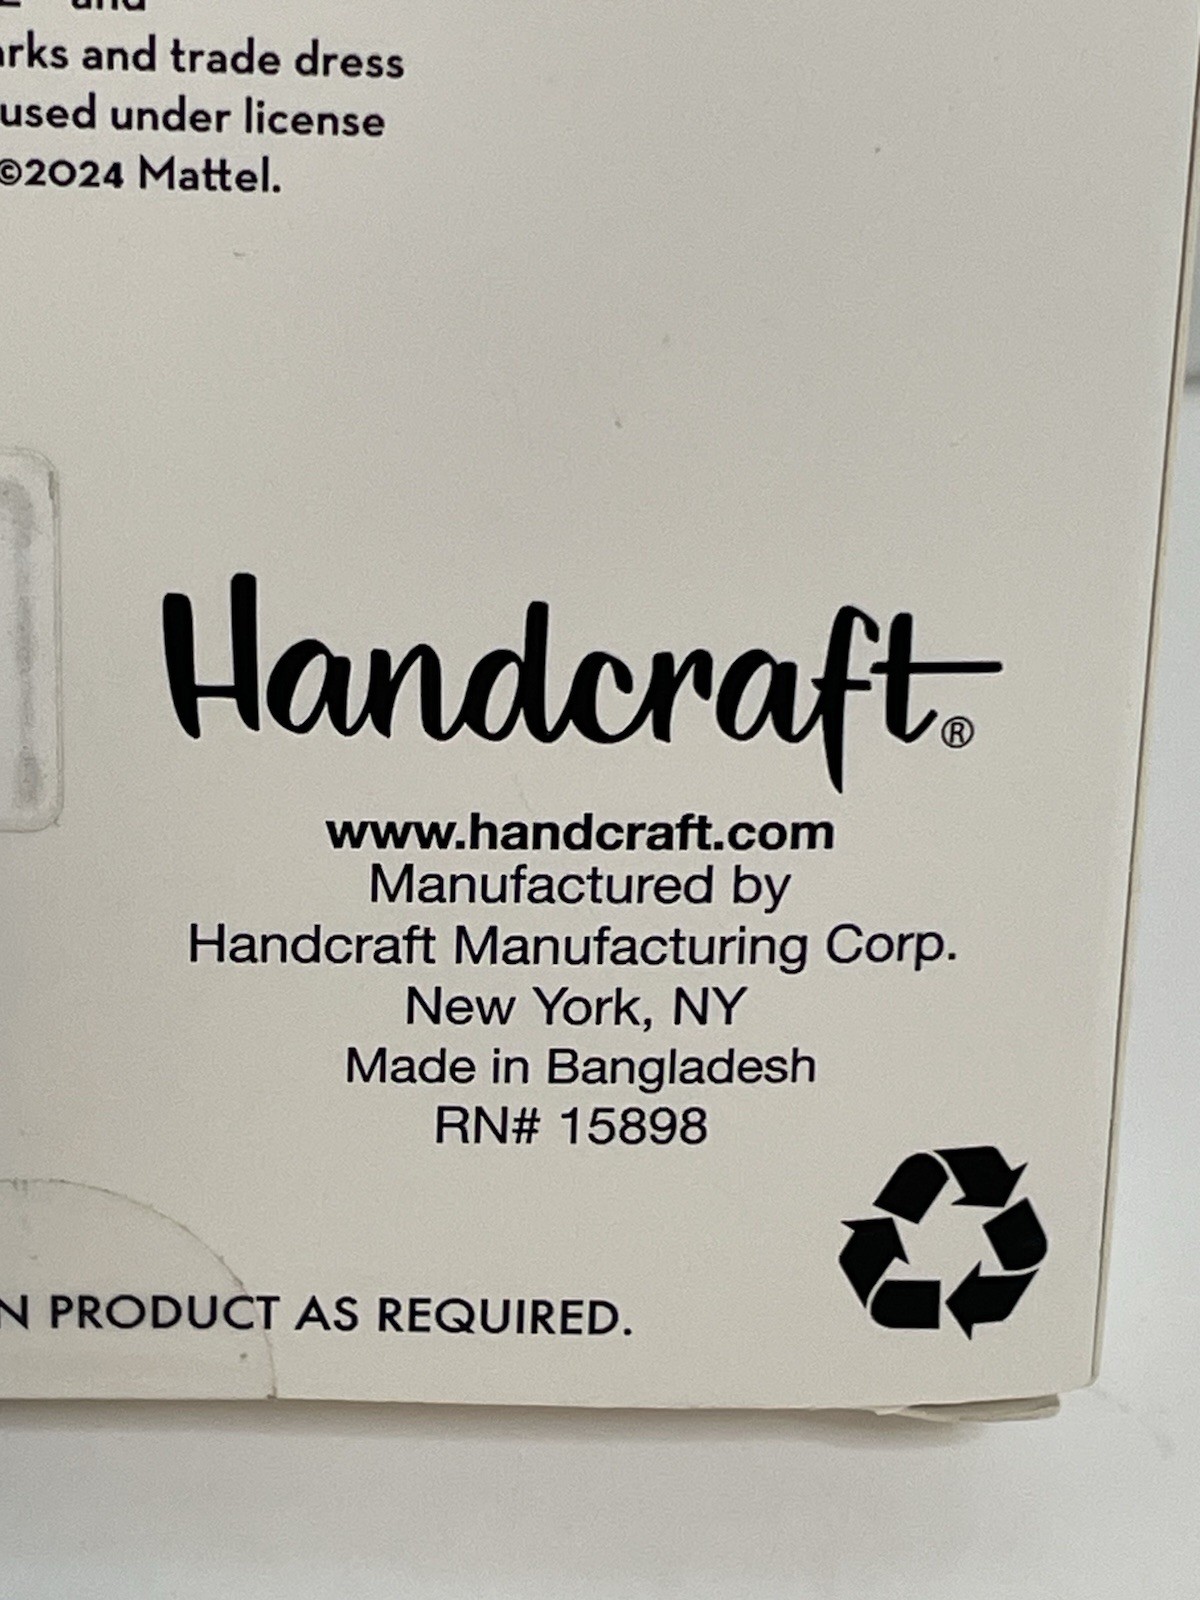 and
rks and trade dress
used under license
©2024 Mattel.
Handcraft®
www.handcraft.com
Manufactured by
Handcraft Manufacturing Corp.
New York, NY
Made in Bangladesh
RN# 15898
N PRODUCT AS REQUIRED.